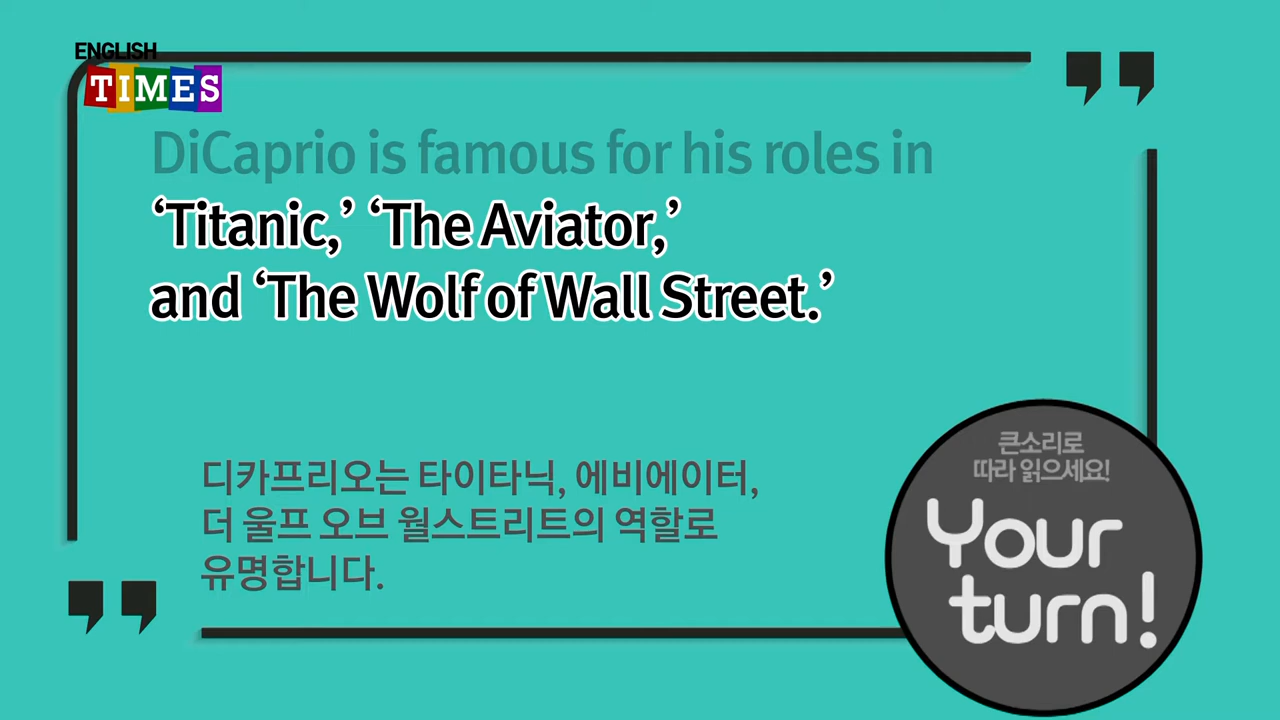 ENGLISH
TIMES
DiCaprio is famous for his roles in
‘Titanic,’ ‘The Aviator,’
and ‘The Wolf of Wall Street.’
디카프리오는 타이타닉, 에비에이터,
더 울프 오브 월스트리트의 역할로
유명합니다.
큰소리로
따라 읽으세요!
Your
turn!